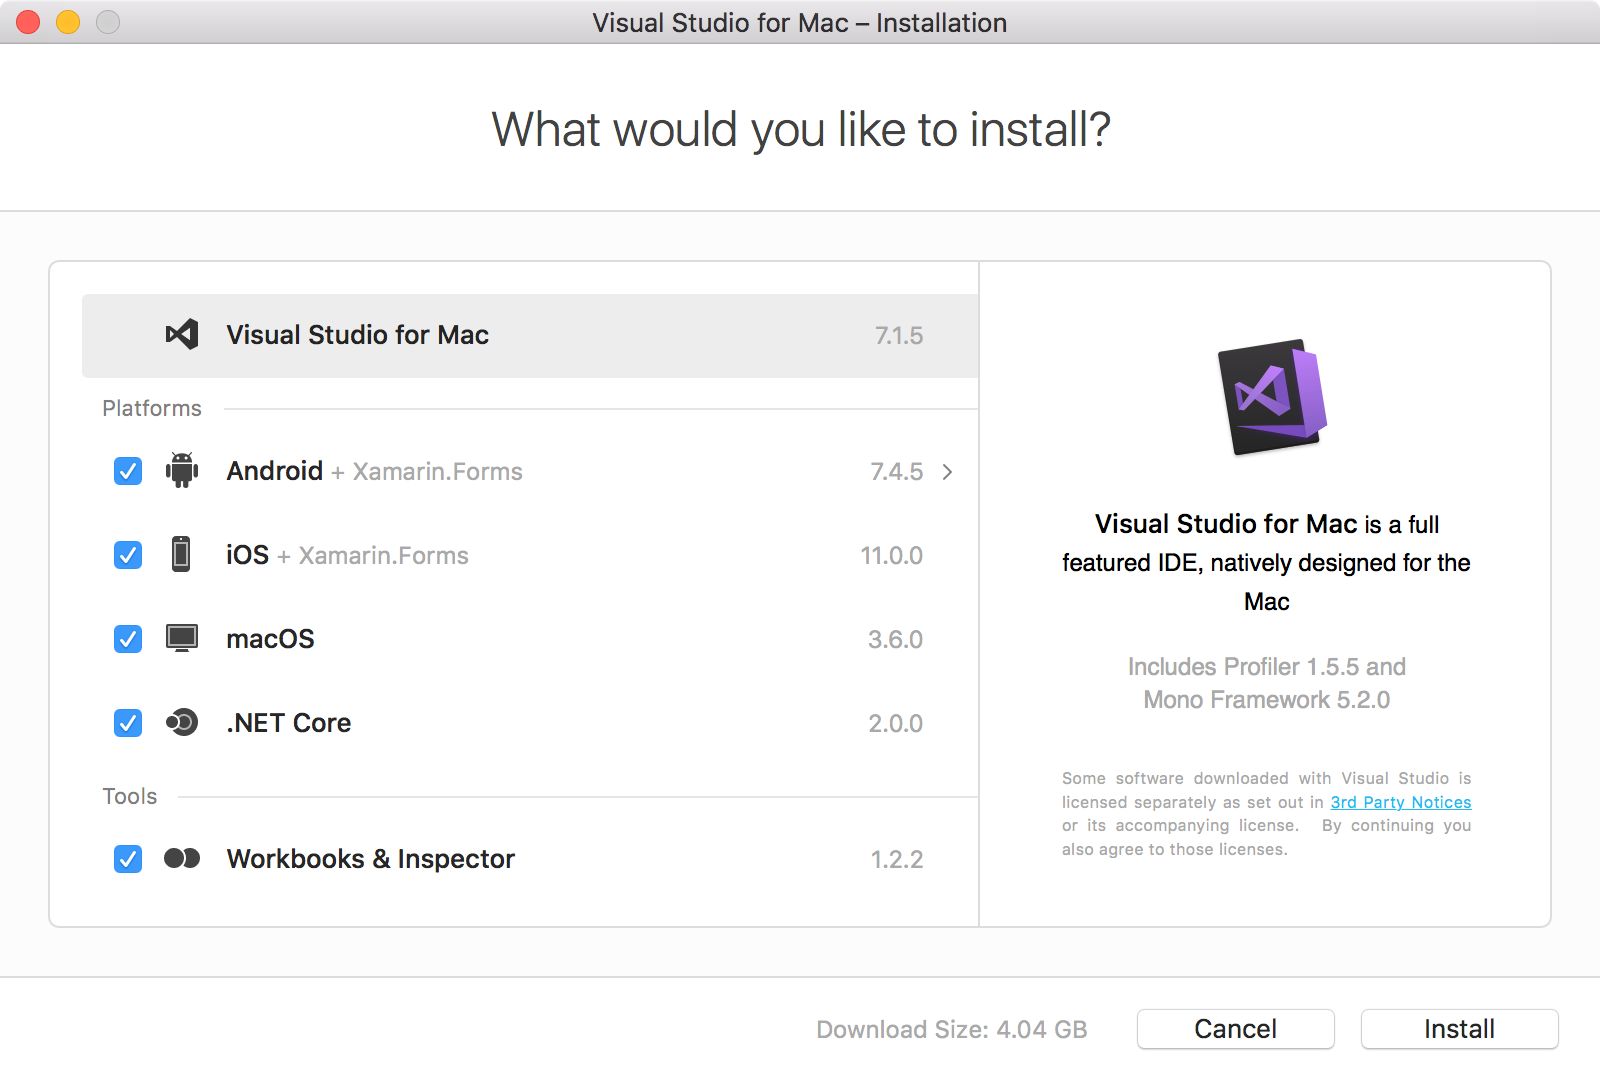 Visual Studio for Mac – Installation
What would you like to install?
Visual Studio for Mac 7.1.5
Platforms
Android + Xamarin.Forms 7.4.5
iOS + Xamarin.Forms 11.0.0
macOS 3.6.0
.NET Core 2.0.0
Tools
Workbooks & Inspector 1.2.2
Visual Studio for Mac is a full
featured IDE, natively designed for the
Mac
Includes Profiler 1.5.5 and
Mono Framework 5.2.0
Some software downloaded with Visual Studio is
licensed separately as set out in 3rd Party Notices
or its accompanying license. By continuing you
also agree to those licenses.
Download Size: 4.04 GB
Cancel
Install